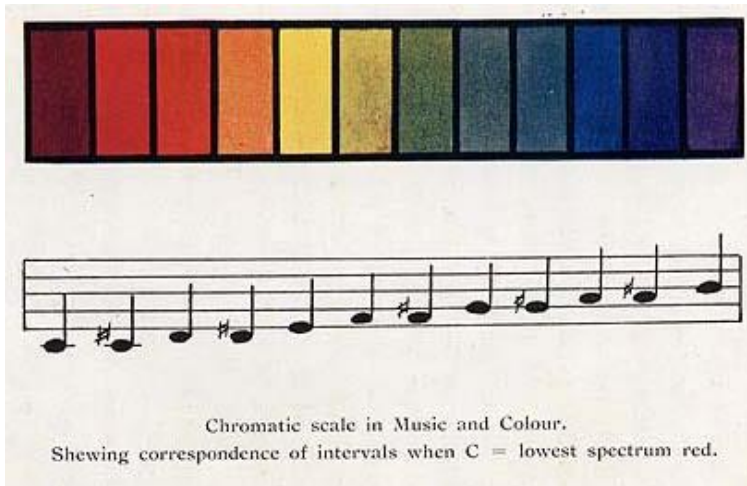 Chromatic scale in Music and Colour.
Shewing correspondence of intervals when C = lowest spectrum red.